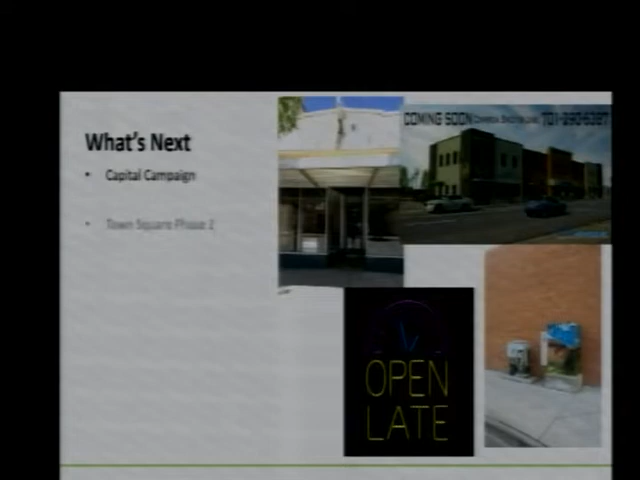 What's Next
• Capital Campaign
• Town Square Phase 2
COMING SOON
OPEN
LATE